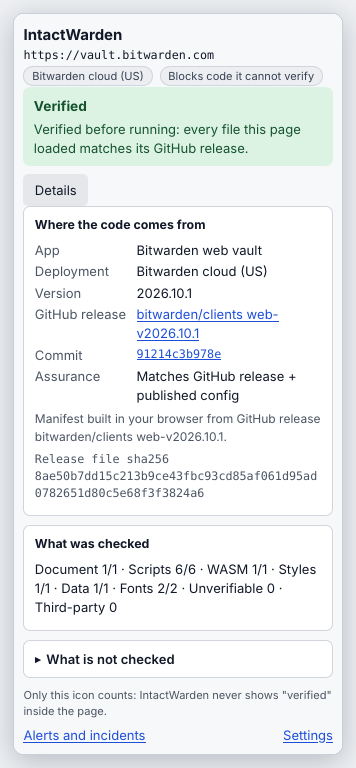 IntactWarden
https://vault.bitwarden.com
Bitwarden cloud (US) Blocks code it cannot verify
Verified
Verified before running: every file this page
loaded matches its GitHub release.
Details
Where the code comes from
App Bitwarden web vault
Deployment Bitwarden cloud (US)
Version 2026.10.1
GitHub release bitwarden/clients web-
v2026.10.1
Commit 91214c3b978e
Assurance Matches GitHub release +
published config
Manifest built in your browser from GitHub release
bitwarden/clients web-v2026.10.1.
Release file sha256
8ae50b7dd15c213b9ce43fbc93cd85af061d95ad
0782651d80c5e68f3f3824a6
What was checked
Document 1/1 · Scripts 6/6 · WASM 1/1 · Styles
1/1 · Data 1/1 · Fonts 2/2 · Unverifiable 0 ·
Third-party 0
▸ What is not checked
Only this icon counts: IntactWarden never shows "verified"
inside the page.
Alerts and incidents Settings